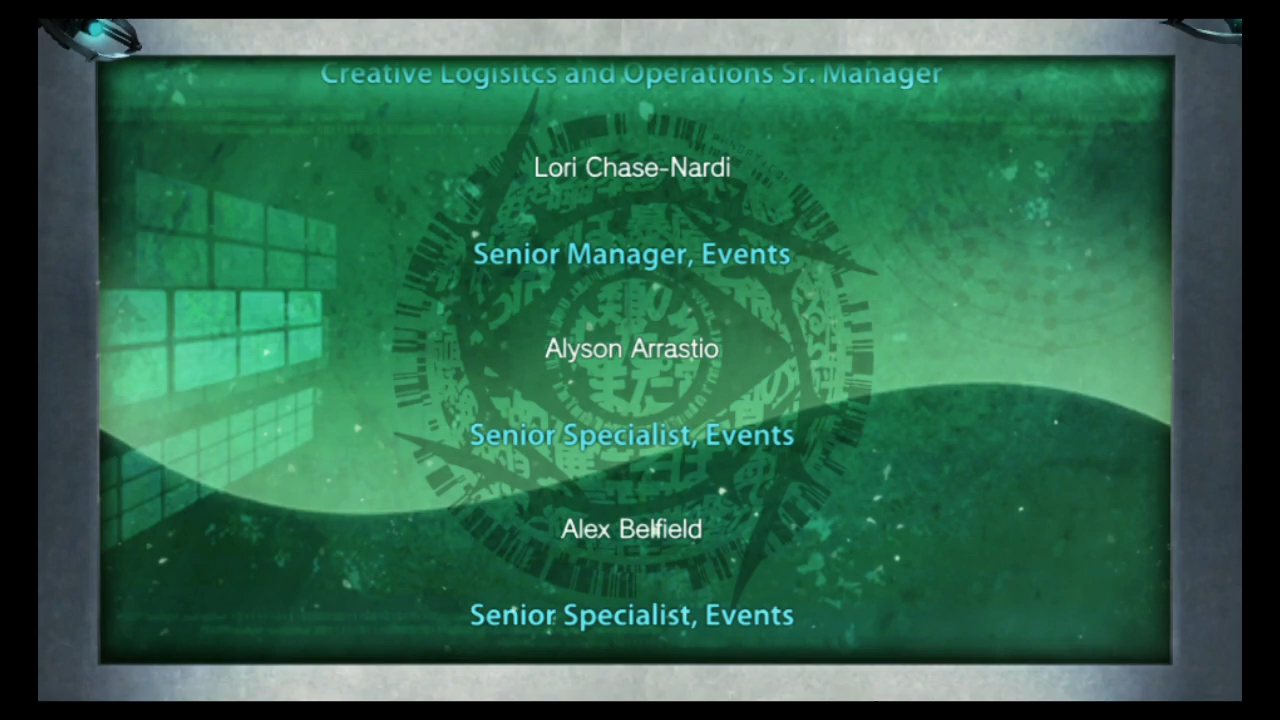 Creative Logisitcs and Operations Sr. Manager
Lori Chase-Nardi
Senior Manager, Events
Alyson Arrastio
Senior Specialist, Events
Alex Belfield
Senior Specialist, Events